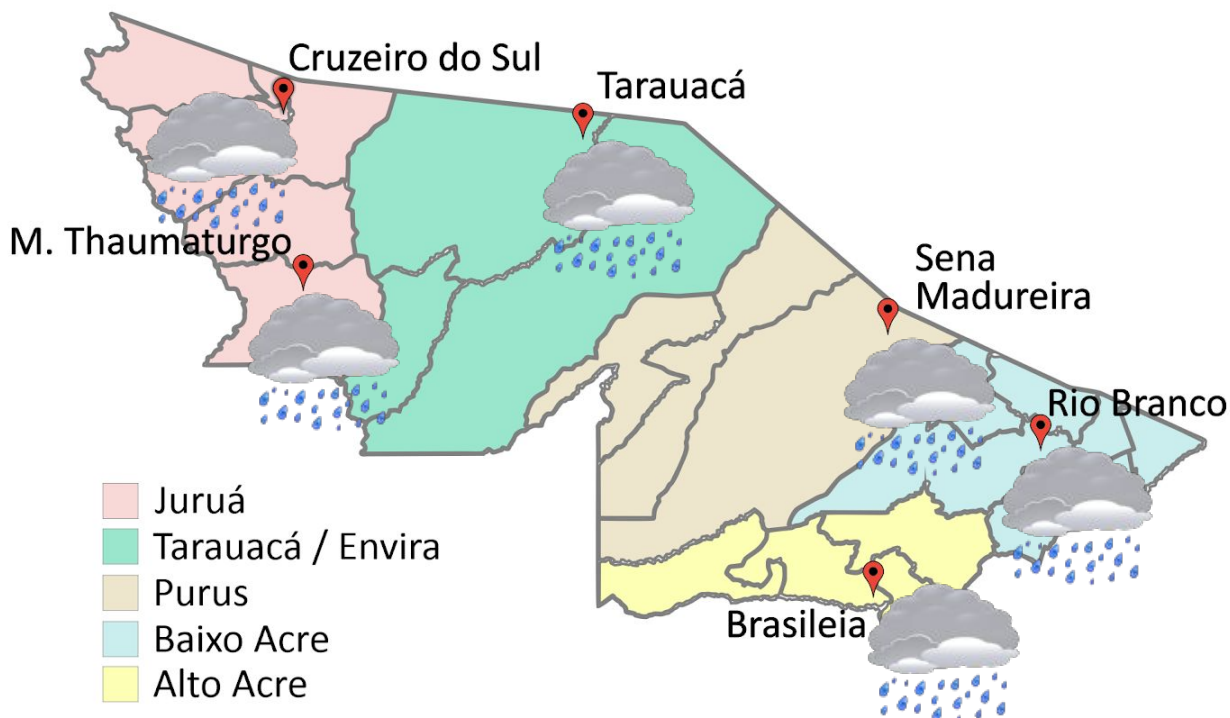 Cruzeiro do Sul
Tarauacá
M. Thaumaturgo
Sena
Madureira
Rio Branco
Brasileia
Juruá
Tarauacá / Envira
Purus
Baixo Acre
Alto Acre